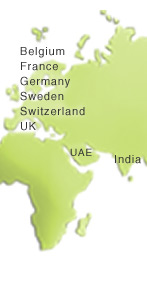 Belgium
France
Germany
Sweden
Switzerland
UK
UAE
India